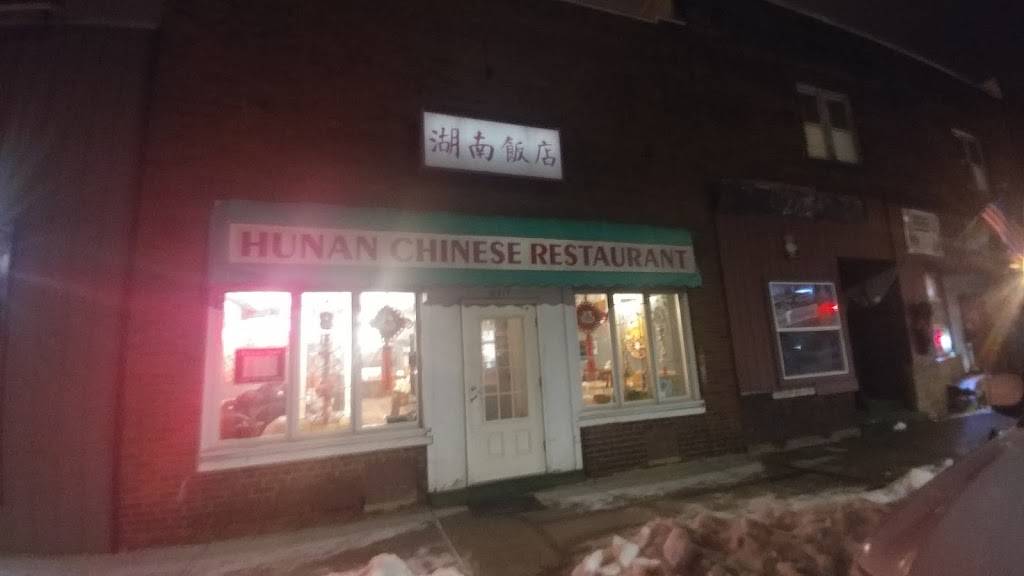 湖南飯店
HUNAN CHINESE RESTAURANT